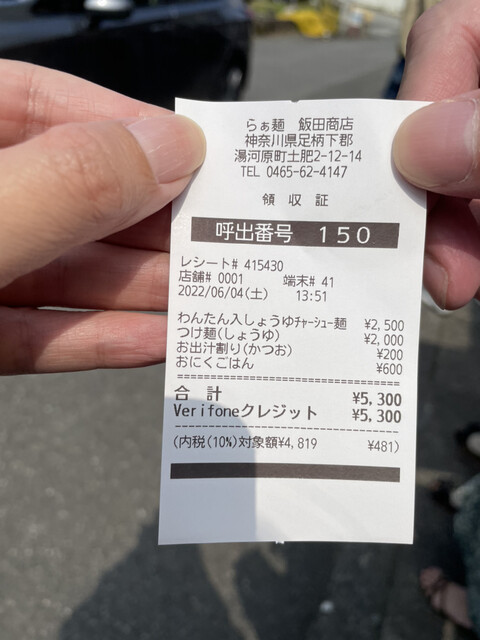 らぁ麺 飯田商店
神奈川県足柄下郡
湯河原町土肥2-12-14
TEL 0465-62-4147
領収証
呼出番号 150
レシート# 415430
店舗# 0001 端末# 41
2022/06/04(土) 13:51
わんたん入しょうゆﾁｬｰｼｭｰ麺 ¥2,500
つけ麺(しょうゆ) ¥2,000
お出汁割り(かつお) ¥200
おにくごはん ¥600
合 計 ¥5,300
Verifoneクレジット ¥5,300
(内税(10%)対象額¥4,819 ¥481)